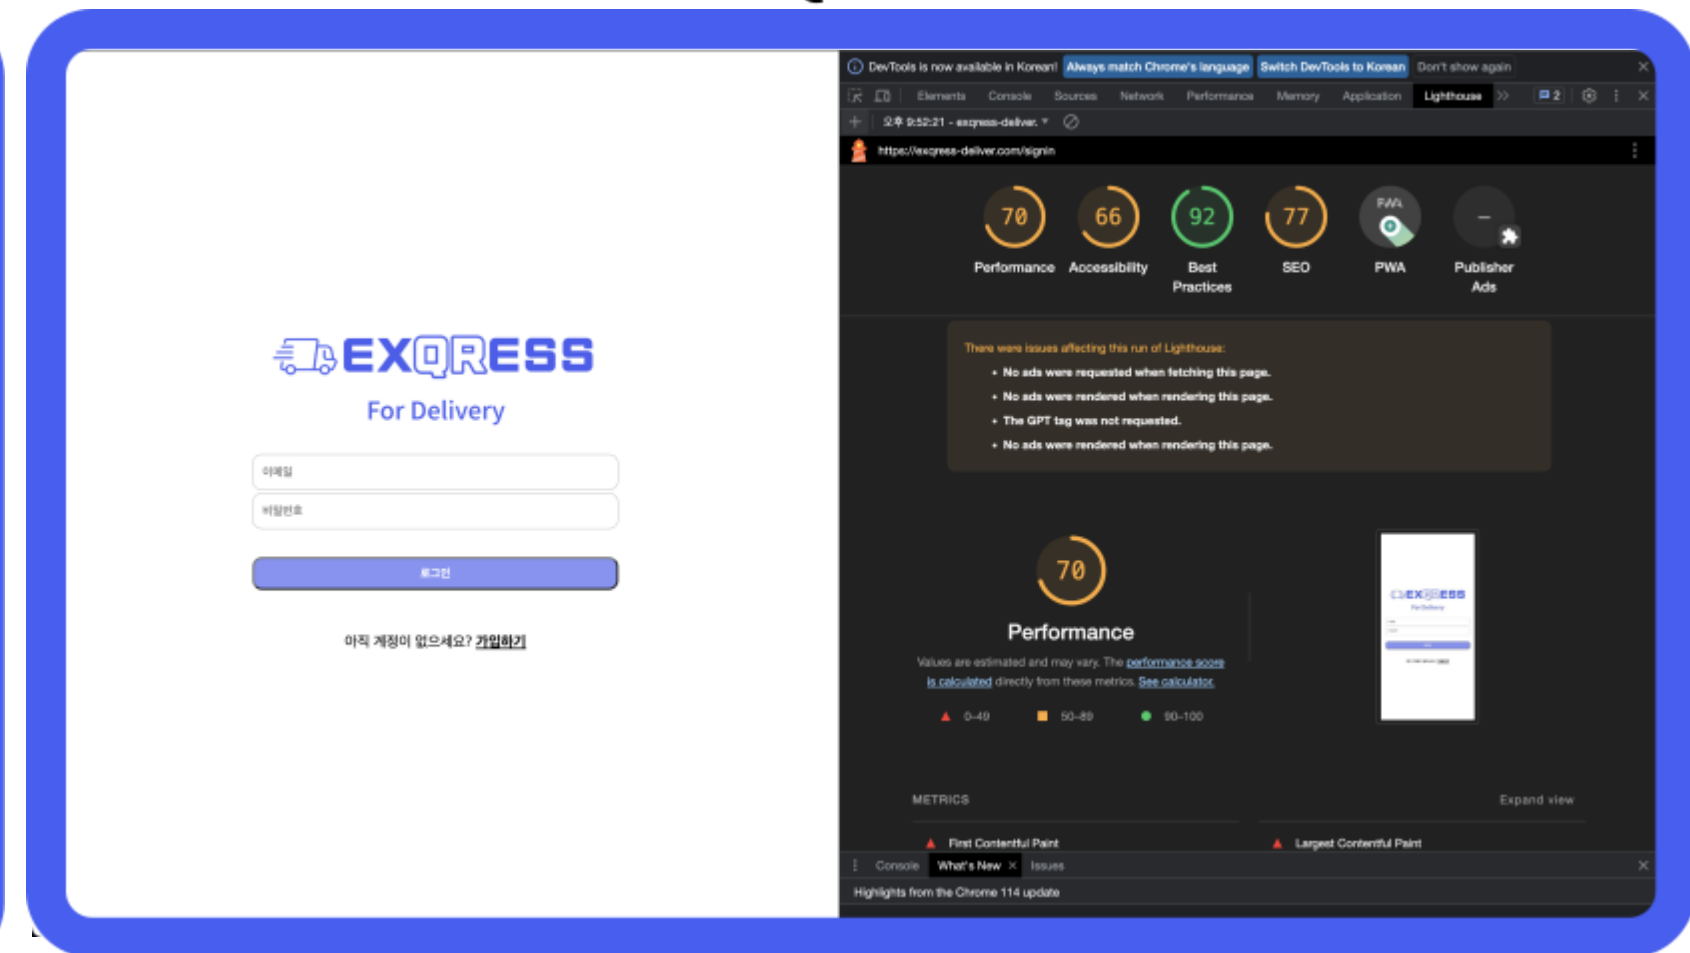 EXQRESS
For Delivery
이메일
비밀번호
로그인
아직 계정이 없으세요? 가입하기
DevTools is now available in Korean! Always match Chrome's language Switch DevTools to Korean Don't show again
Elements Console Sources Network Performance Memory Application Lighthouse 2
오후 9:52:21 - exqress-deliver.
https://exqress-deliver.com/signin
70 66 92 77 PWA –
Performance Accessibility Best Practices SEO PWA Publisher Ads
There were issues affecting this run of Lighthouse:
No ads were requested when fetching this page.
No ads were rendered when rendering this page.
The GPT tag was not requested.
No ads were rendered when rendering this page.
70
EXQRESS
For Delivery
Performance
Values are estimated and may vary. The performance score
is calculated directly from these metrics. See calculator.
0–49 50–89 90–100
METRICS Expand view
First Contentful Paint Largest Contentful Paint
Console What's New Issues
Highlights from the Chrome 114 update